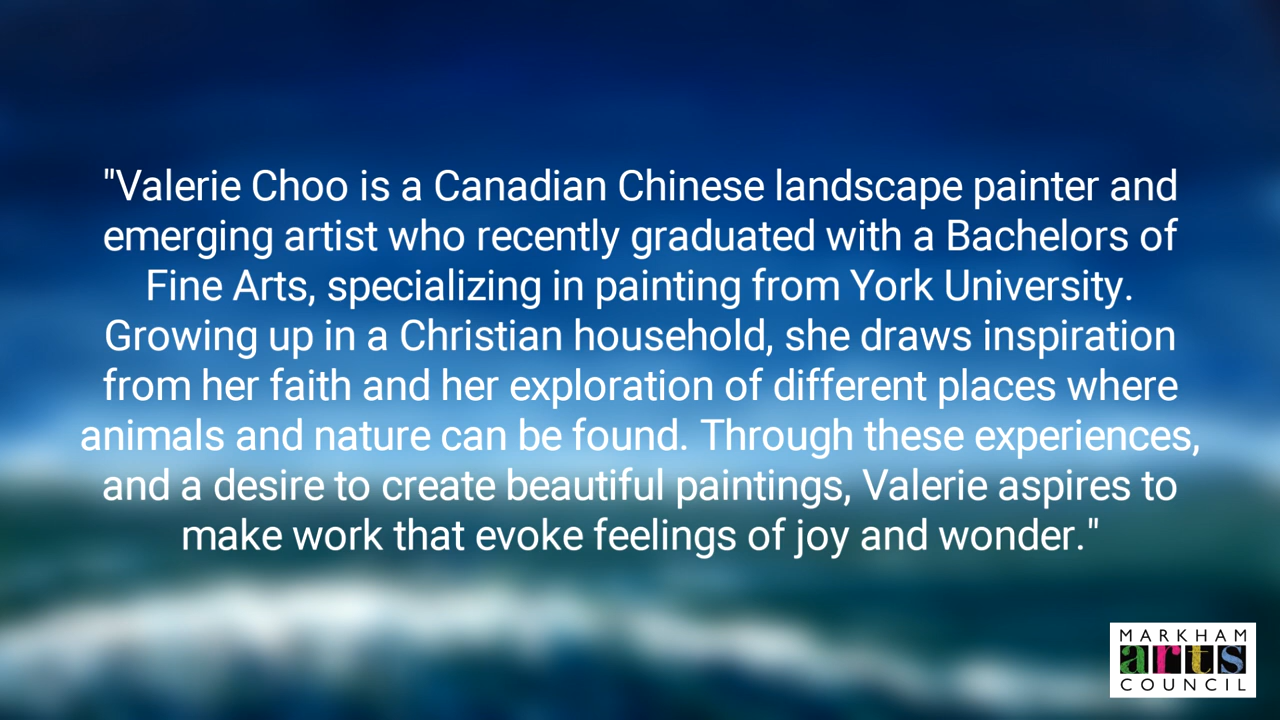 "Valerie Choo is a Canadian Chinese landscape painter and
emerging artist who recently graduated with a Bachelors of
Fine Arts, specializing in painting from York University.
Growing up in a Christian household, she draws inspiration
from her faith and her exploration of different places where
animals and nature can be found. Through these experiences,
and a desire to create beautiful paintings, Valerie aspires to
make work that evoke feelings of joy and wonder."
MARKHAM
arts
COUNCIL